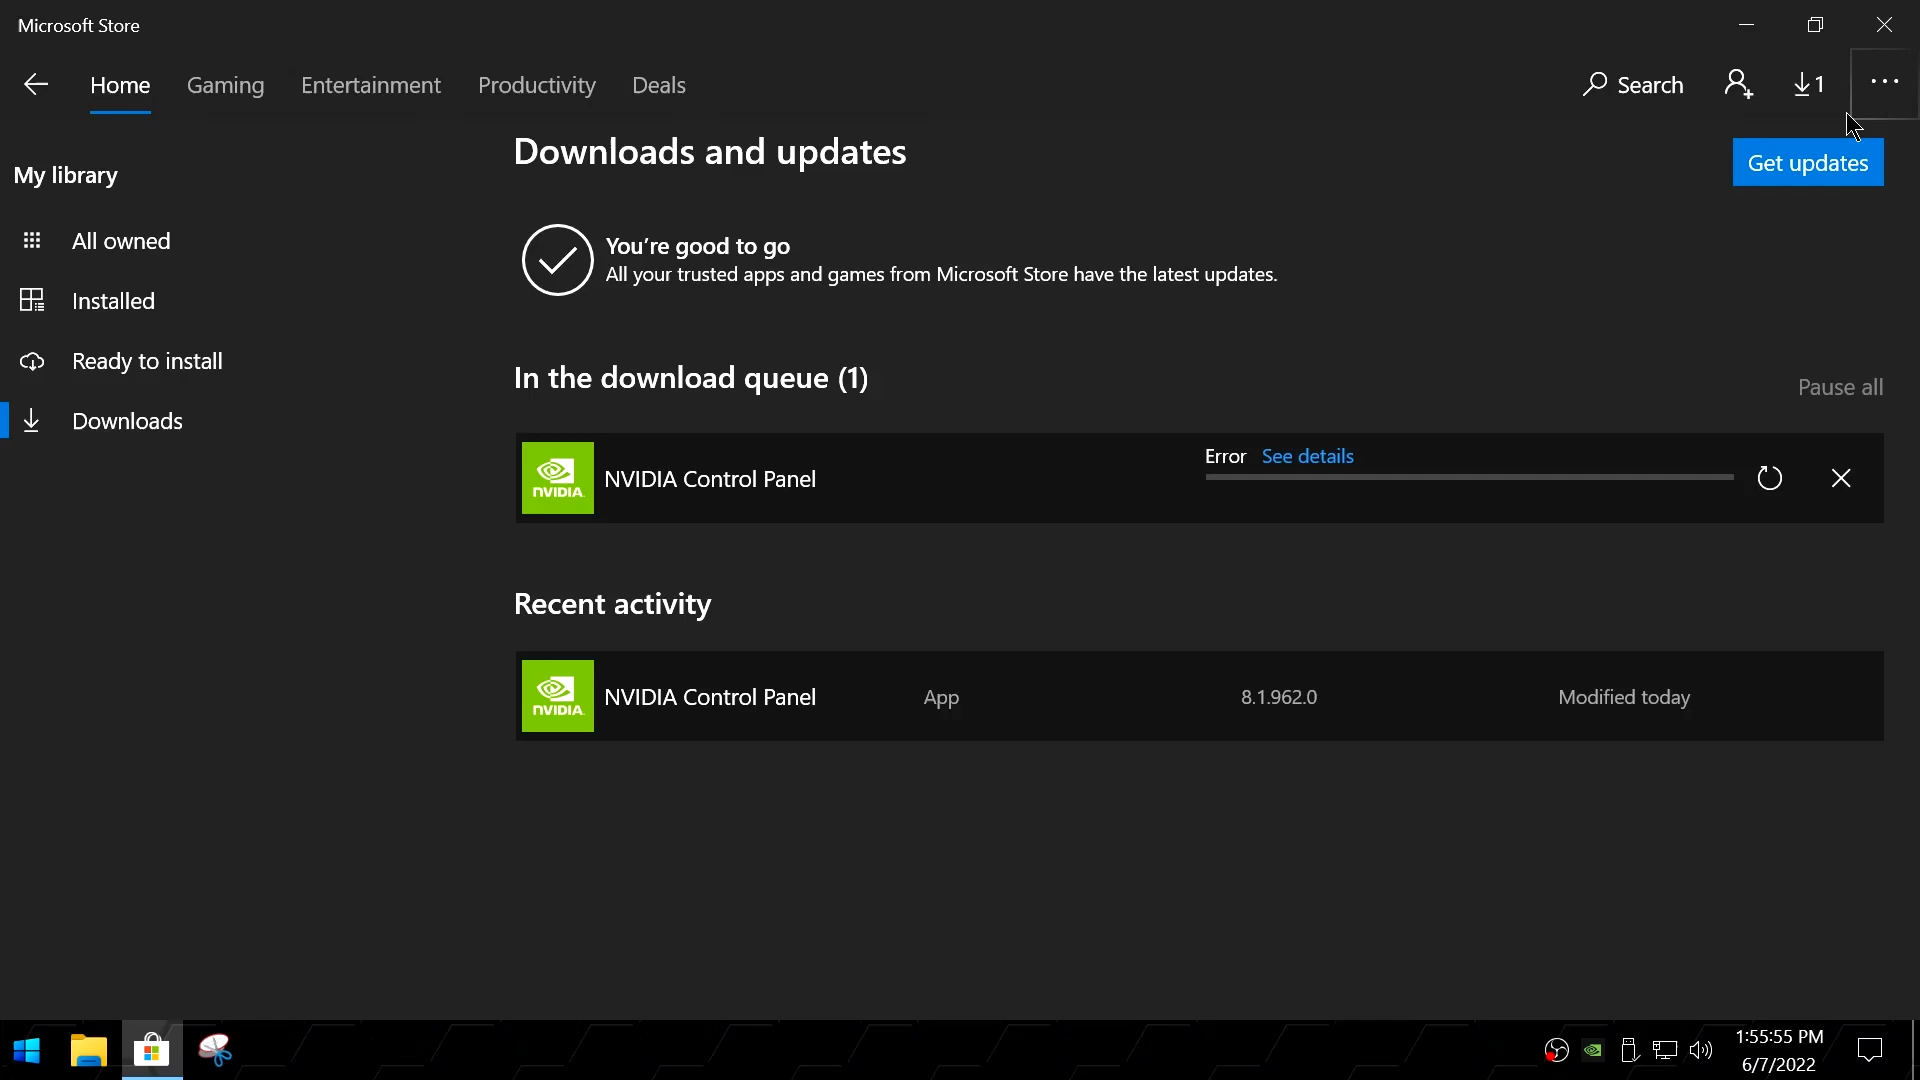 Microsoft Store
Home Gaming Entertainment Productivity Deals Search 1 ...
Downloads and updates
Get updates
My library
All owned
Installed
Ready to install
Downloads
You're good to go
All your trusted apps and games from Microsoft Store have the latest updates.
In the download queue (1)
Pause all
NVIDIA.
NVIDIA Control Panel
Error See details
Recent activity
NVIDIA.
NVIDIA Control Panel App 8.1.962.0 Modified today
1:55:55 PM
6/7/2022